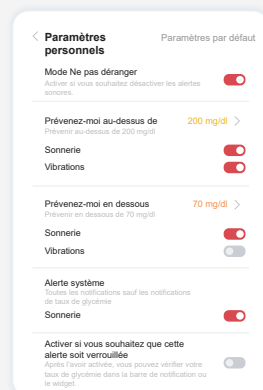 Paramètres Paramètres par défaut
personnels
Mode Ne pas déranger
Activer si vous souhaitez désactiver les alertes
sonores.
Prévenez-moi au-dessus de 200 mg/dl
Prévenir au-dessus de 200 mg/dl
Sonnerie
Vibrations
Prévenez-moi en dessous 70 mg/dl
Prévenir en dessous de 70 mg/dl
Sonnerie
Vibrations
Alerte système
Toutes les notifications sauf les notifications
de taux de glycémie
Sonnerie
Activer si vous souhaitez que cette
alerte soit verrouillée
Après l'avoir activée, vous pouvez vérifier votre
taux de glycémie dans la barre de notification ou
le widget.